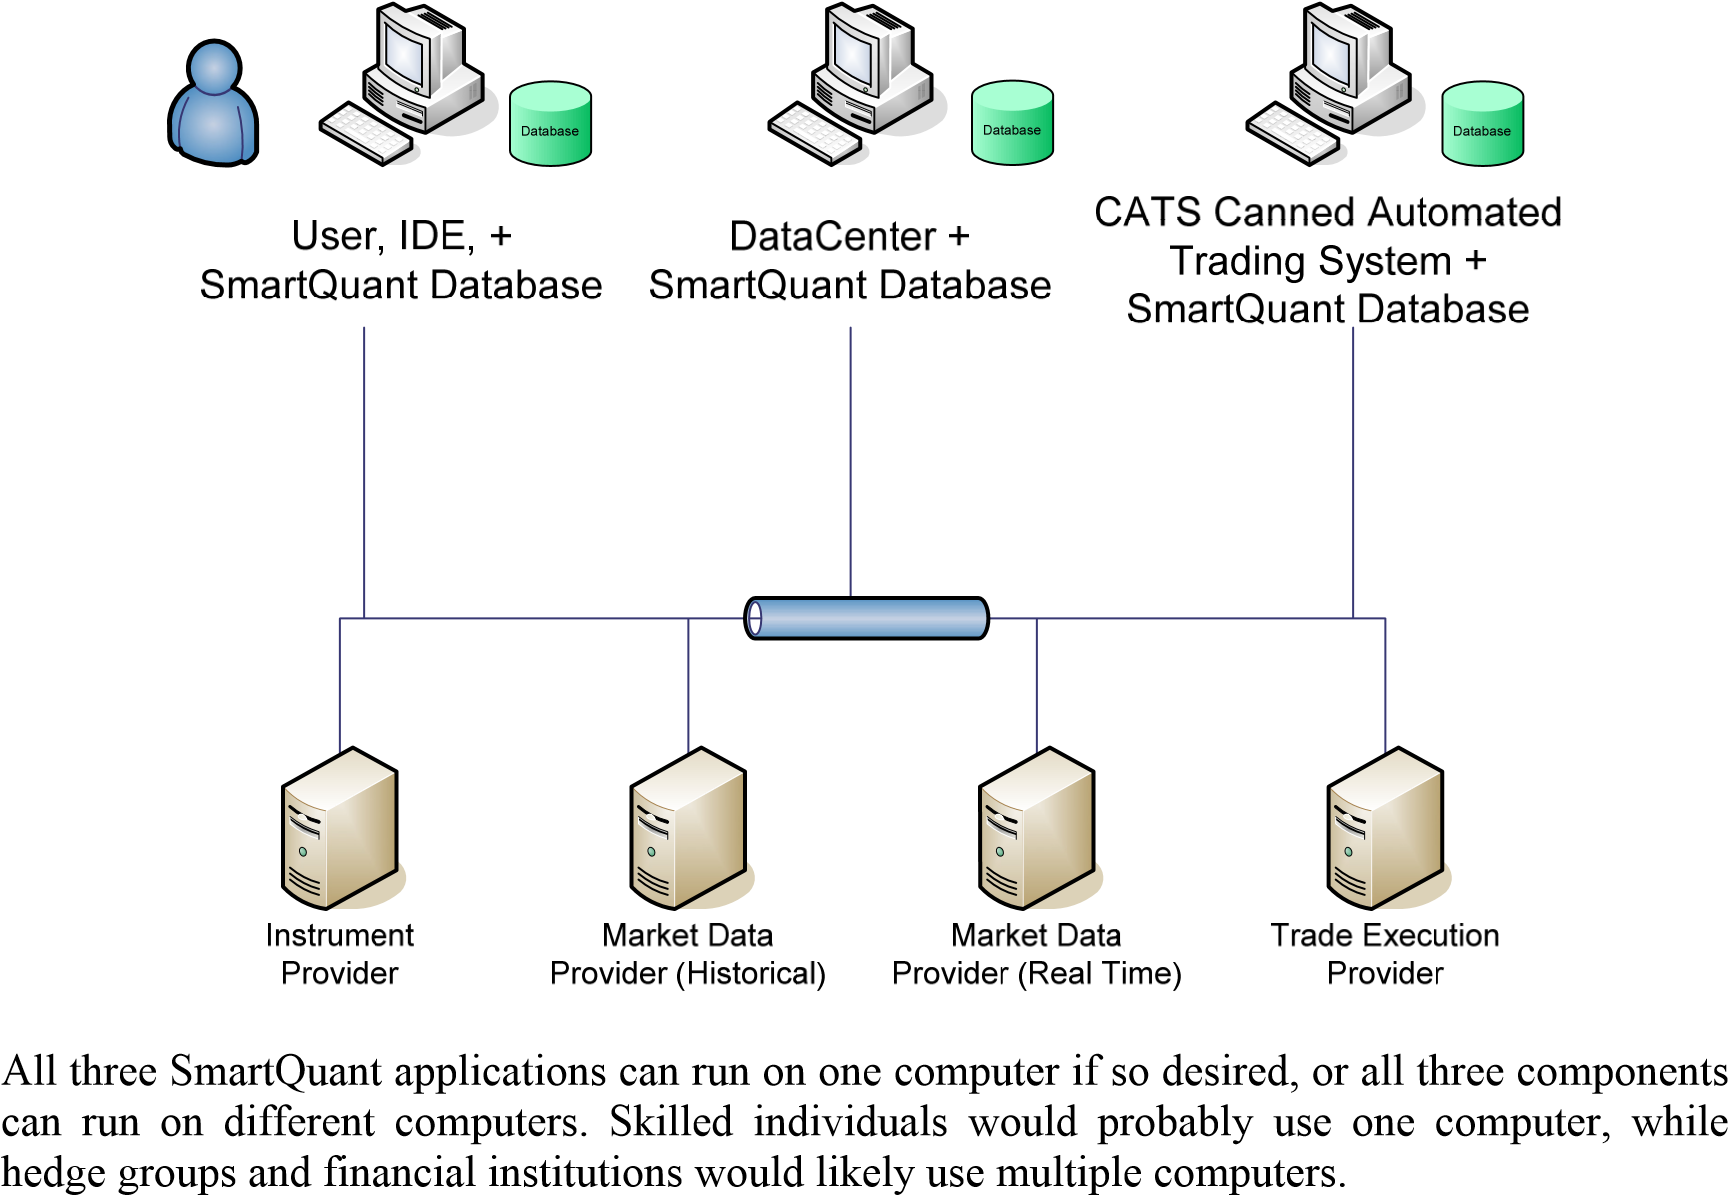 Database
Database
Database
User, IDE, +
SmartQuant Database
DataCenter +
SmartQuant Database
CATS Canned Automated
Trading System +
SmartQuant Database
Instrument
Provider
Market Data
Provider (Historical)
Market Data
Provider (Real Time)
Trade Execution
Provider
All three SmartQuant applications can run on one computer if so desired, or all three components
can run on different computers. Skilled individuals would probably use one computer, while
hedge groups and financial institutions would likely use multiple computers.